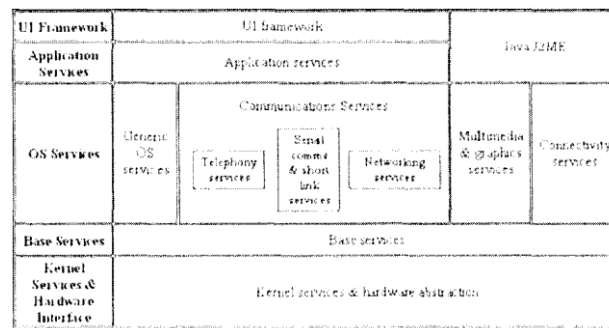 UI Framework
UI framework
Java J2ME
Application
Services
Application services
OS Services
Generic
OS
services
Communications Services
Telephony
services
Serial
comms
& short
link
services
Networking
services
Multimedia
& graphics
services
Connectivity
services
Base Services
Base services
Kernel
Services &
Hardware
Interface
Kernel services & hardware abstraction